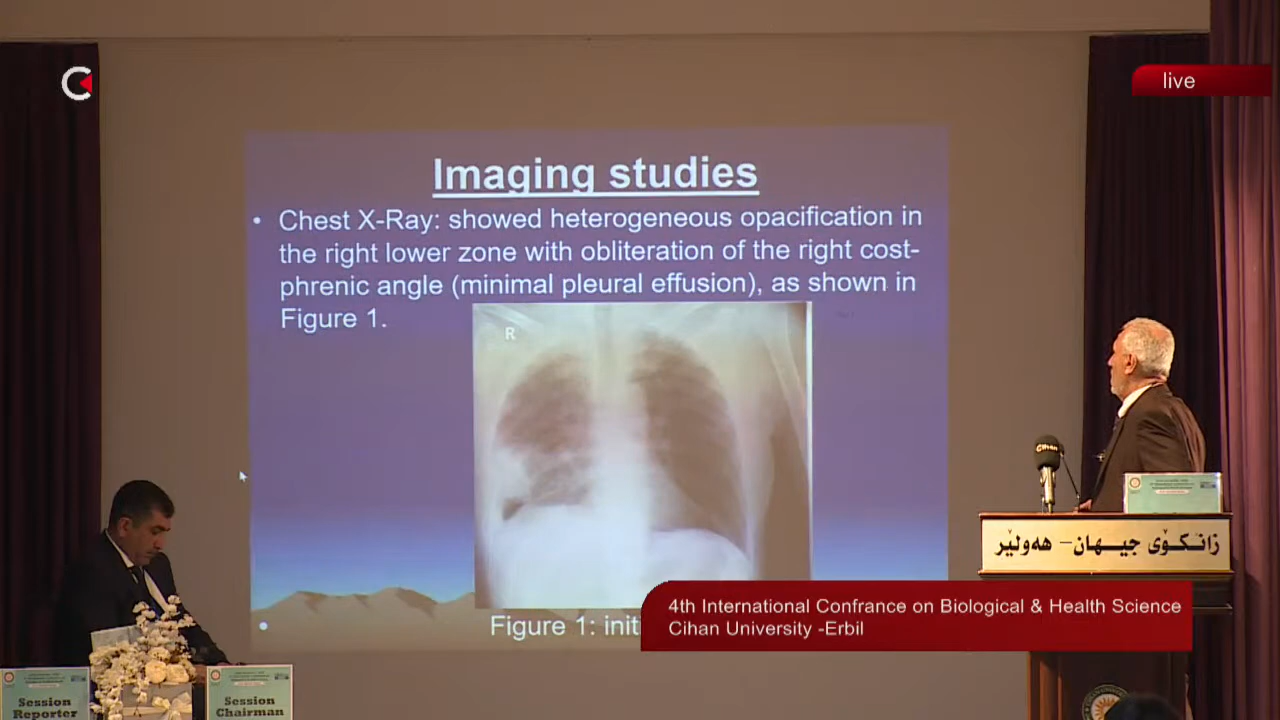 live
Imaging studies
• Chest X-Ray: showed heterogeneous opacification in
the right lower zone with obliteration of the right cost-
phrenic angle (minimal pleural effusion), as shown in
Figure 1.
R
• Figure 1: init
Cihan
زانکۆی جیهان - هەولێر
4th International Confrance on Biological & Health Science
Cihan University -Erbil
Session
Reporter
Session
Chairman